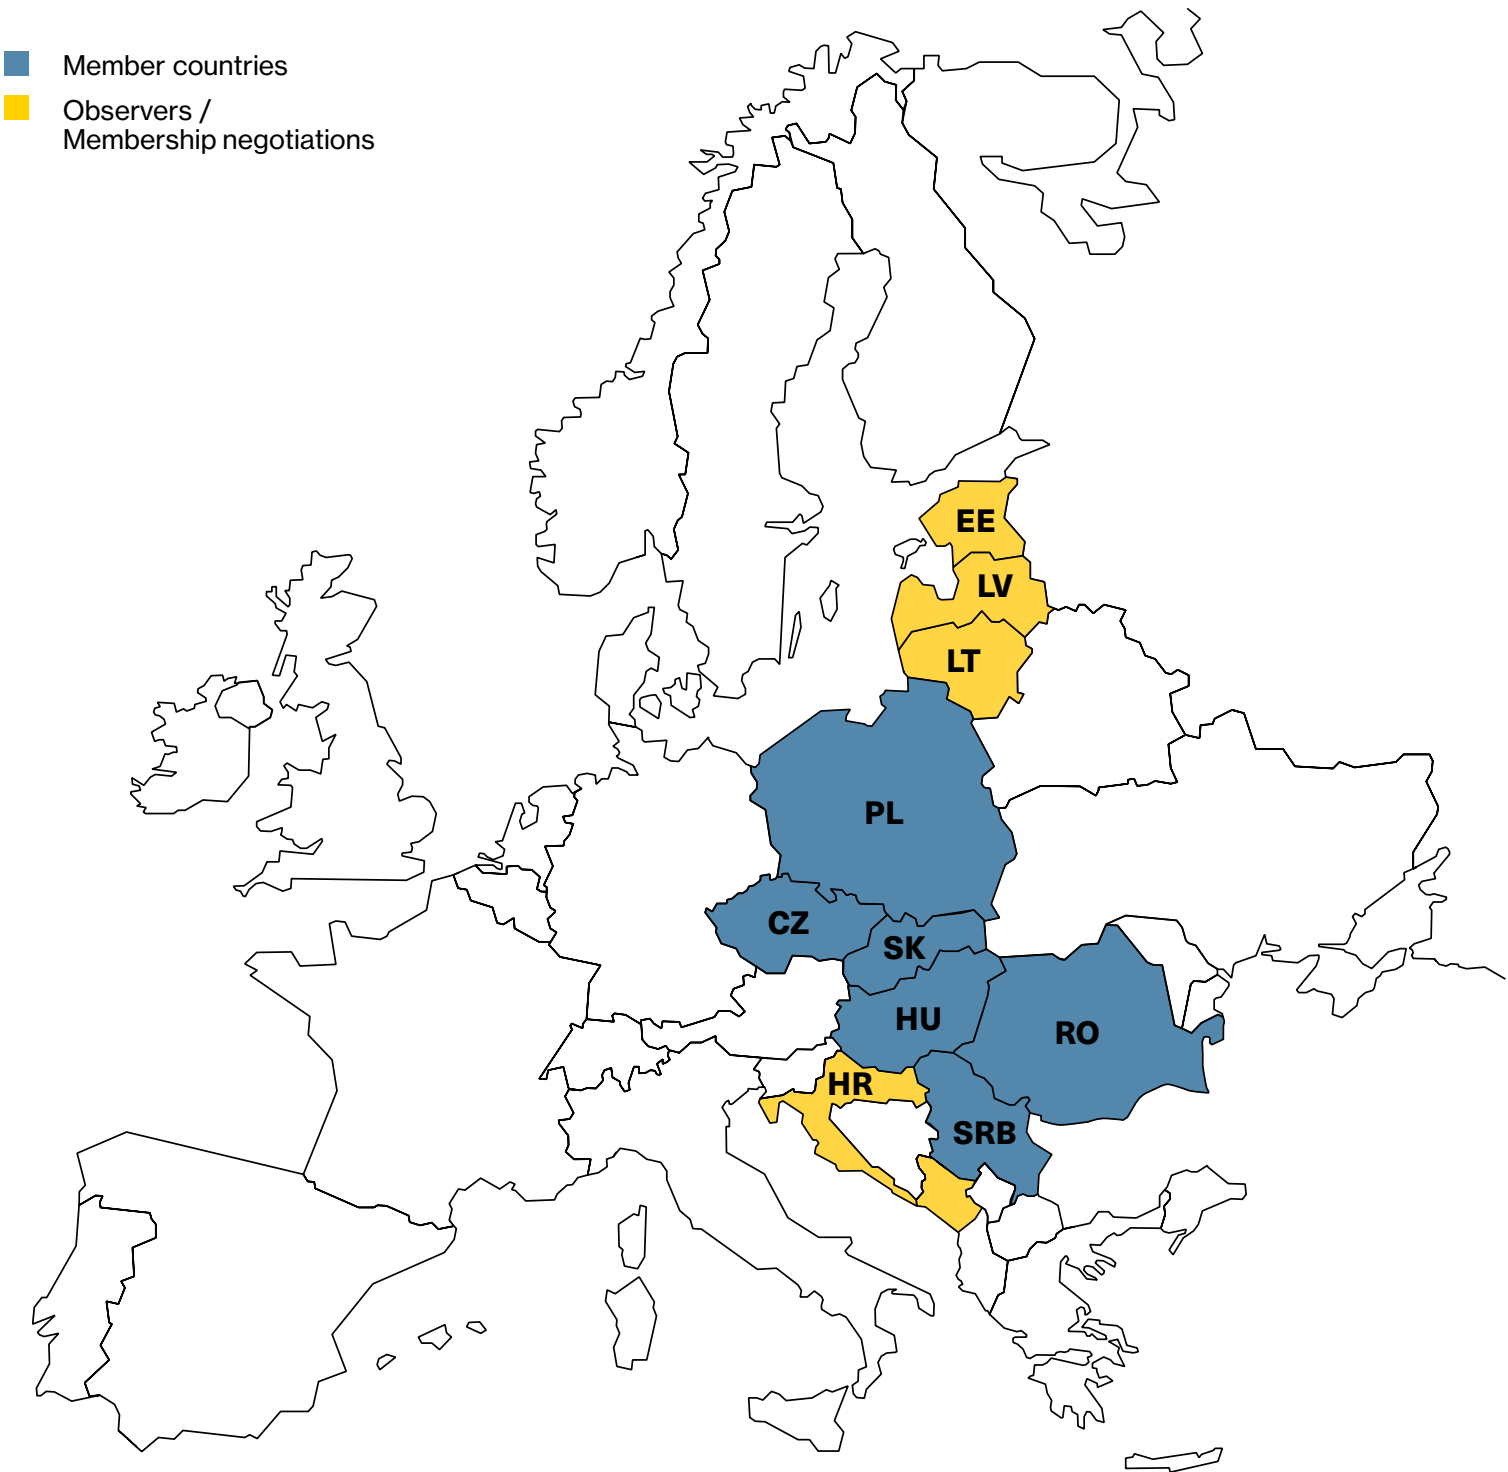 Member countries
Observers /
Membership negotiations
EE
LV
LT
PL
CZ
SK
HU
RO
HR
SRB